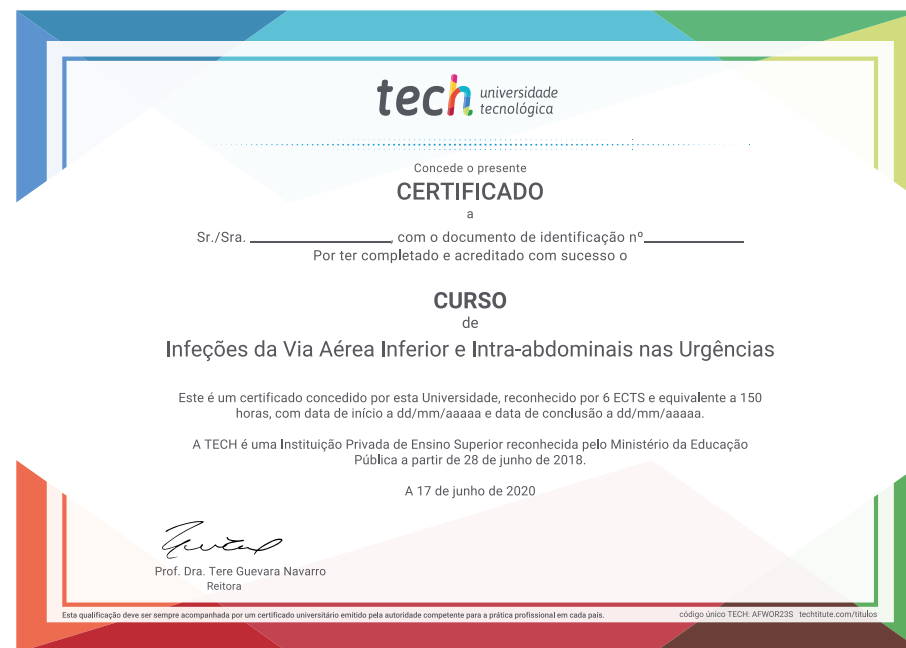 tech universidade
tecnológica
Concede o presente
CERTIFICADO
a
Sr./Sra. ____________________, com o documento de identificação nº______________
Por ter completado e acreditado com sucesso o
CURSO
de
Infeções da Via Aérea Inferior e Intra-abdominais nas Urgências
Este é um certificado concedido por esta Universidade, reconhecido por 6 ECTS e equivalente a 150
horas, com data de início a dd/mm/aaaaa e data de conclusão a dd/mm/aaaaa.
A TECH é uma Instituição Privada de Ensino Superior reconhecida pelo Ministério da Educação
Pública a partir de 28 de junho de 2018.
A 17 de junho de 2020
Prof. Dra. Tere Guevara Navarro
Reitora
Esta qualificação deve ser sempre acompanhada por um certificado universitário emitido pela autoridade competente para a prática profissional em cada país.
código único TECH: AFWOR23S techtitute.com/titulos